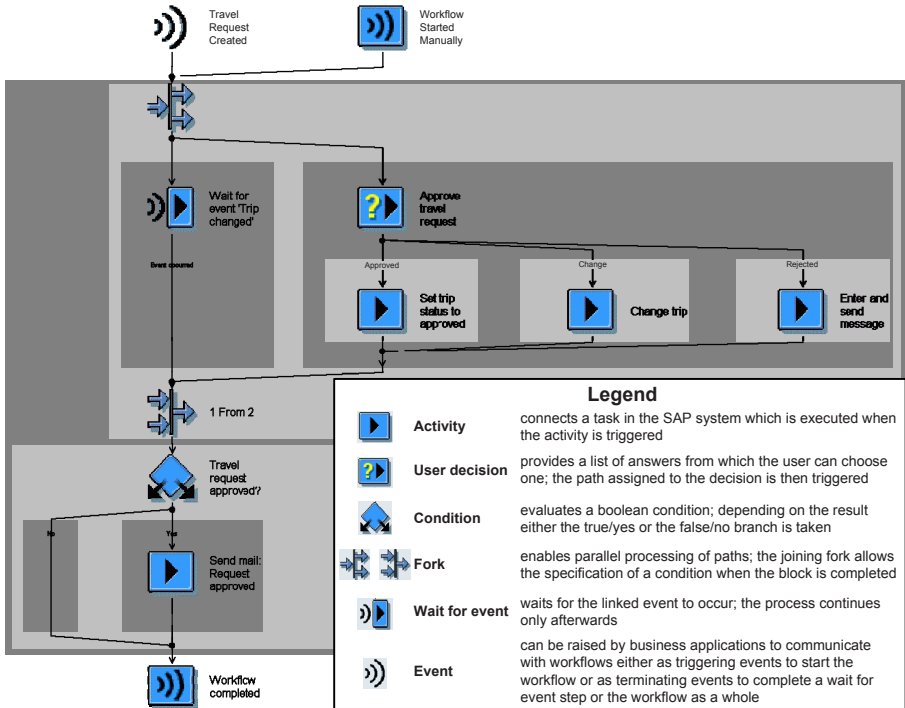 Travel
Request
Created
Workflow
Started
Manually
Wait for
event 'Trip
changed'
Approve
travel
request
Event occurred
Approved
Change
Rejected
Set trip
status to
approved
Change trip
Enter and
send
message
1 From 2
Travel
request
approved?
No
Yes
Send mail:
Request
approved
Workflow
completed
Legend
Activity
connects a task in the SAP system which is executed when
the activity is triggered
User decision
provides a list of answers from which the user can choose
one; the path assigned to the decision is then triggered
Condition
evaluates a boolean condition; depending on the result
either the true/yes or the false/no branch is taken
Fork
enables parallel processing of paths; the joining fork allows
the specification of a condition when the block is completed
Wait for event
waits for the linked event to occur; the process continues
only afterwards
Event
can be raised by business applications to communicate
with workflows either as triggering events to start the
workflow or as terminating events to complete a wait for
event step or the workflow as a whole